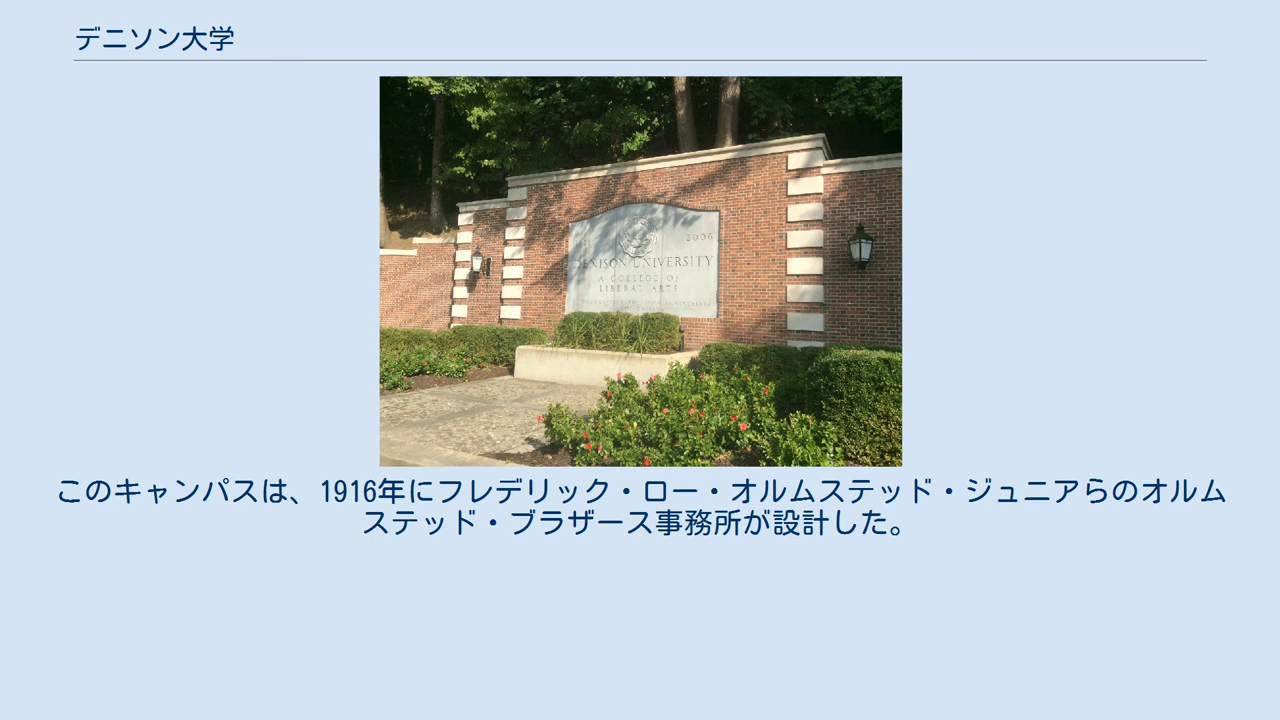 デニソン大学
2006
DENISON UNIVERSITY
A COLLEGE OF
LIBERAL ARTS
このキャンパスは、1916年にフレデリック・ロー・オルムステッド・ジュニアらのオルム
ステッド・ブラザース事務所が設計した。